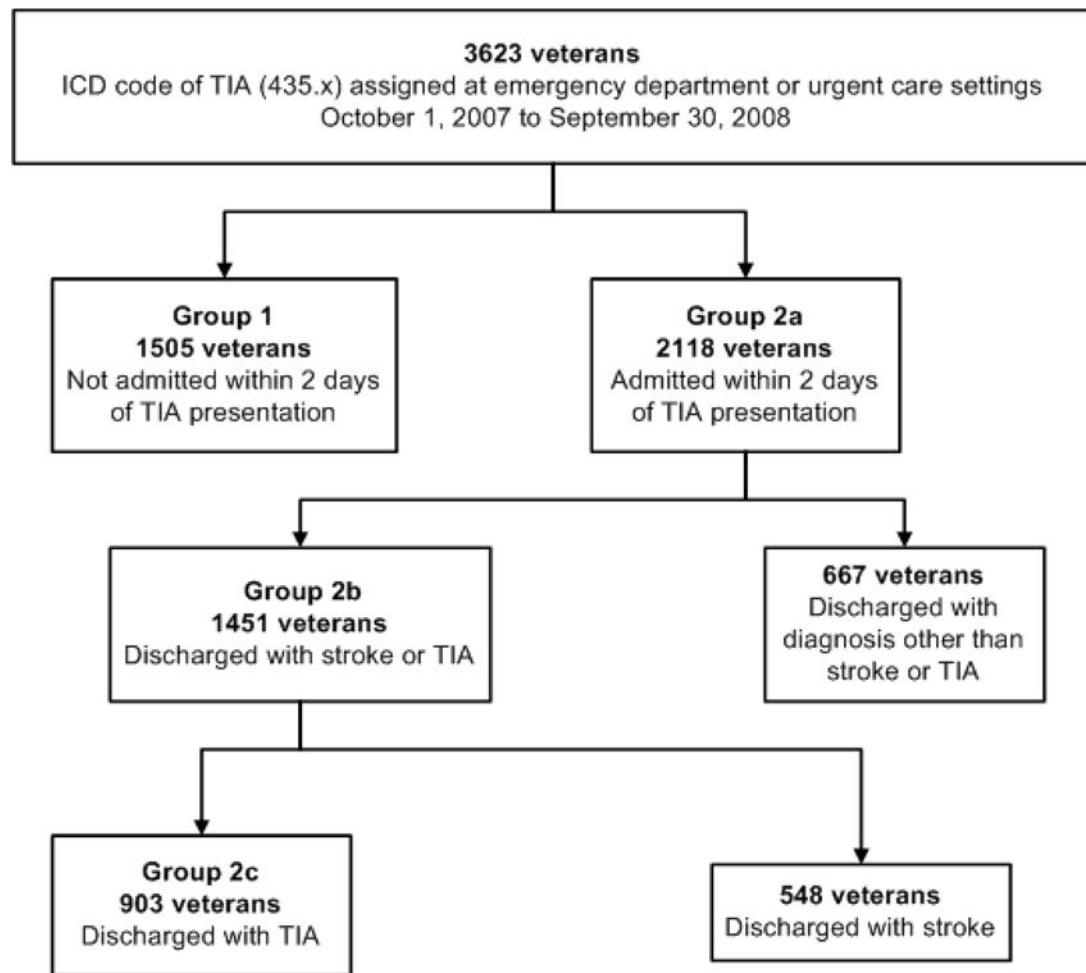 3623 veterans
ICD code of TIA (435.x) assigned at emergency department or urgent care settings
October 1, 2007 to September 30, 2008
Group 1
1505 veterans
Not admitted within 2 days
of TIA presentation
Group 2a
2118 veterans
Admitted within 2 days
of TIA presentation
Group 2b
1451 veterans
Discharged with stroke or TIA
667 veterans
Discharged with
diagnosis other than
stroke or TIA
Group 2c
903 veterans
Discharged with TIA
548 veterans
Discharged with stroke